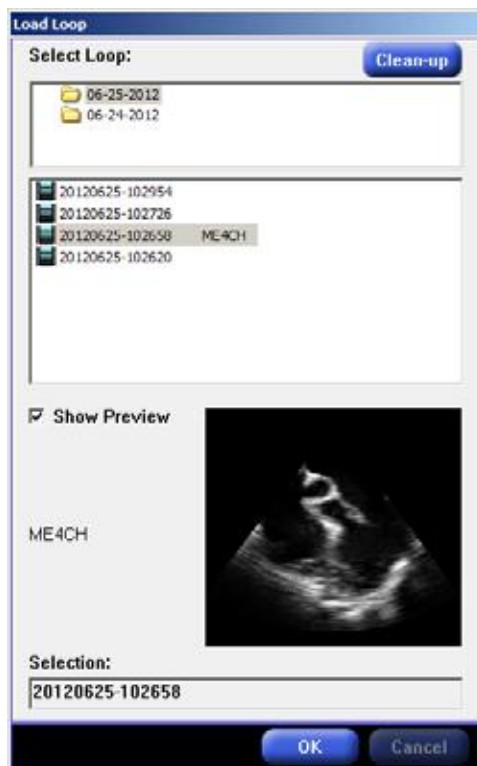 Load Loop
Select Loop: Clean-up
06-25-2012
06-24-2012
20120625-102954
20120625-102726
20120625-102658 ME4CH
20120625-102620
Show Preview
ME4CH
Selection:
20120625-102658
OK Cancel